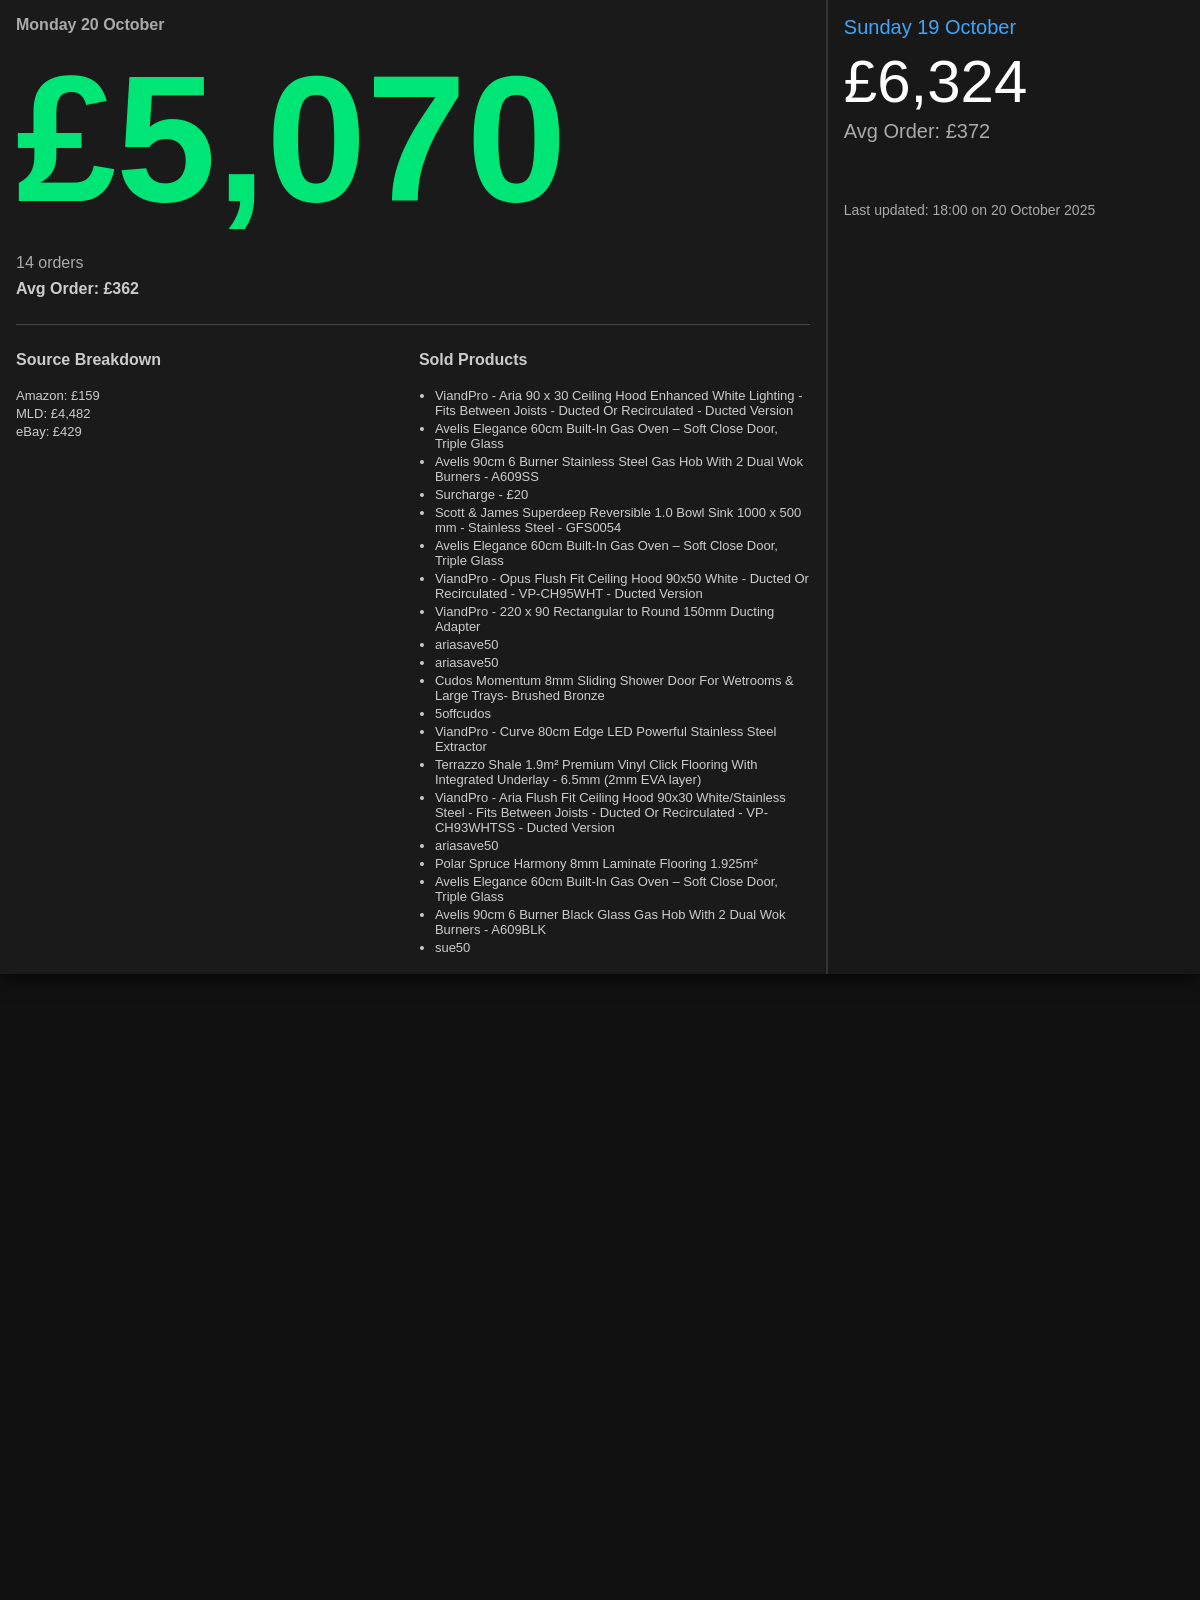 Monday 20 October
£5,070
14 orders
Avg Order: £362
Source Breakdown
Amazon: £159
MLD: £4,482
eBay: £429
Sold Products
• ViandPro - Aria 90 x 30 Ceiling Hood Enhanced White Lighting -
Fits Between Joists - Ducted Or Recirculated - Ducted Version
• Avelis Elegance 60cm Built-In Gas Oven – Soft Close Door,
Triple Glass
• Avelis 90cm 6 Burner Stainless Steel Gas Hob With 2 Dual Wok
Burners - A609SS
• Surcharge - £20
• Scott & James Superdeep Reversible 1.0 Bowl Sink 1000 x 500
mm - Stainless Steel - GFS0054
• Avelis Elegance 60cm Built-In Gas Oven – Soft Close Door,
Triple Glass
• ViandPro - Opus Flush Fit Ceiling Hood 90x50 White - Ducted Or
Recirculated - VP-CH95WHT - Ducted Version
• ViandPro - 220 x 90 Rectangular to Round 150mm Ducting
Adapter
• ariasave50
• ariasave50
• Cudos Momentum 8mm Sliding Shower Door For Wetrooms &
Large Trays- Brushed Bronze
• 5offcudos
• ViandPro - Curve 80cm Edge LED Powerful Stainless Steel
Extractor
• Terrazzo Shale 1.9m² Premium Vinyl Click Flooring With
Integrated Underlay - 6.5mm (2mm EVA layer)
• ViandPro - Aria Flush Fit Ceiling Hood 90x30 White/Stainless
Steel - Fits Between Joists - Ducted Or Recirculated - VP-
CH93WHTSS - Ducted Version
• ariasave50
• Polar Spruce Harmony 8mm Laminate Flooring 1.925m²
• Avelis Elegance 60cm Built-In Gas Oven – Soft Close Door,
Triple Glass
• Avelis 90cm 6 Burner Black Glass Gas Hob With 2 Dual Wok
Burners - A609BLK
• sue50
Sunday 19 October
£6,324
Avg Order: £372
Last updated: 18:00 on 20 October 2025